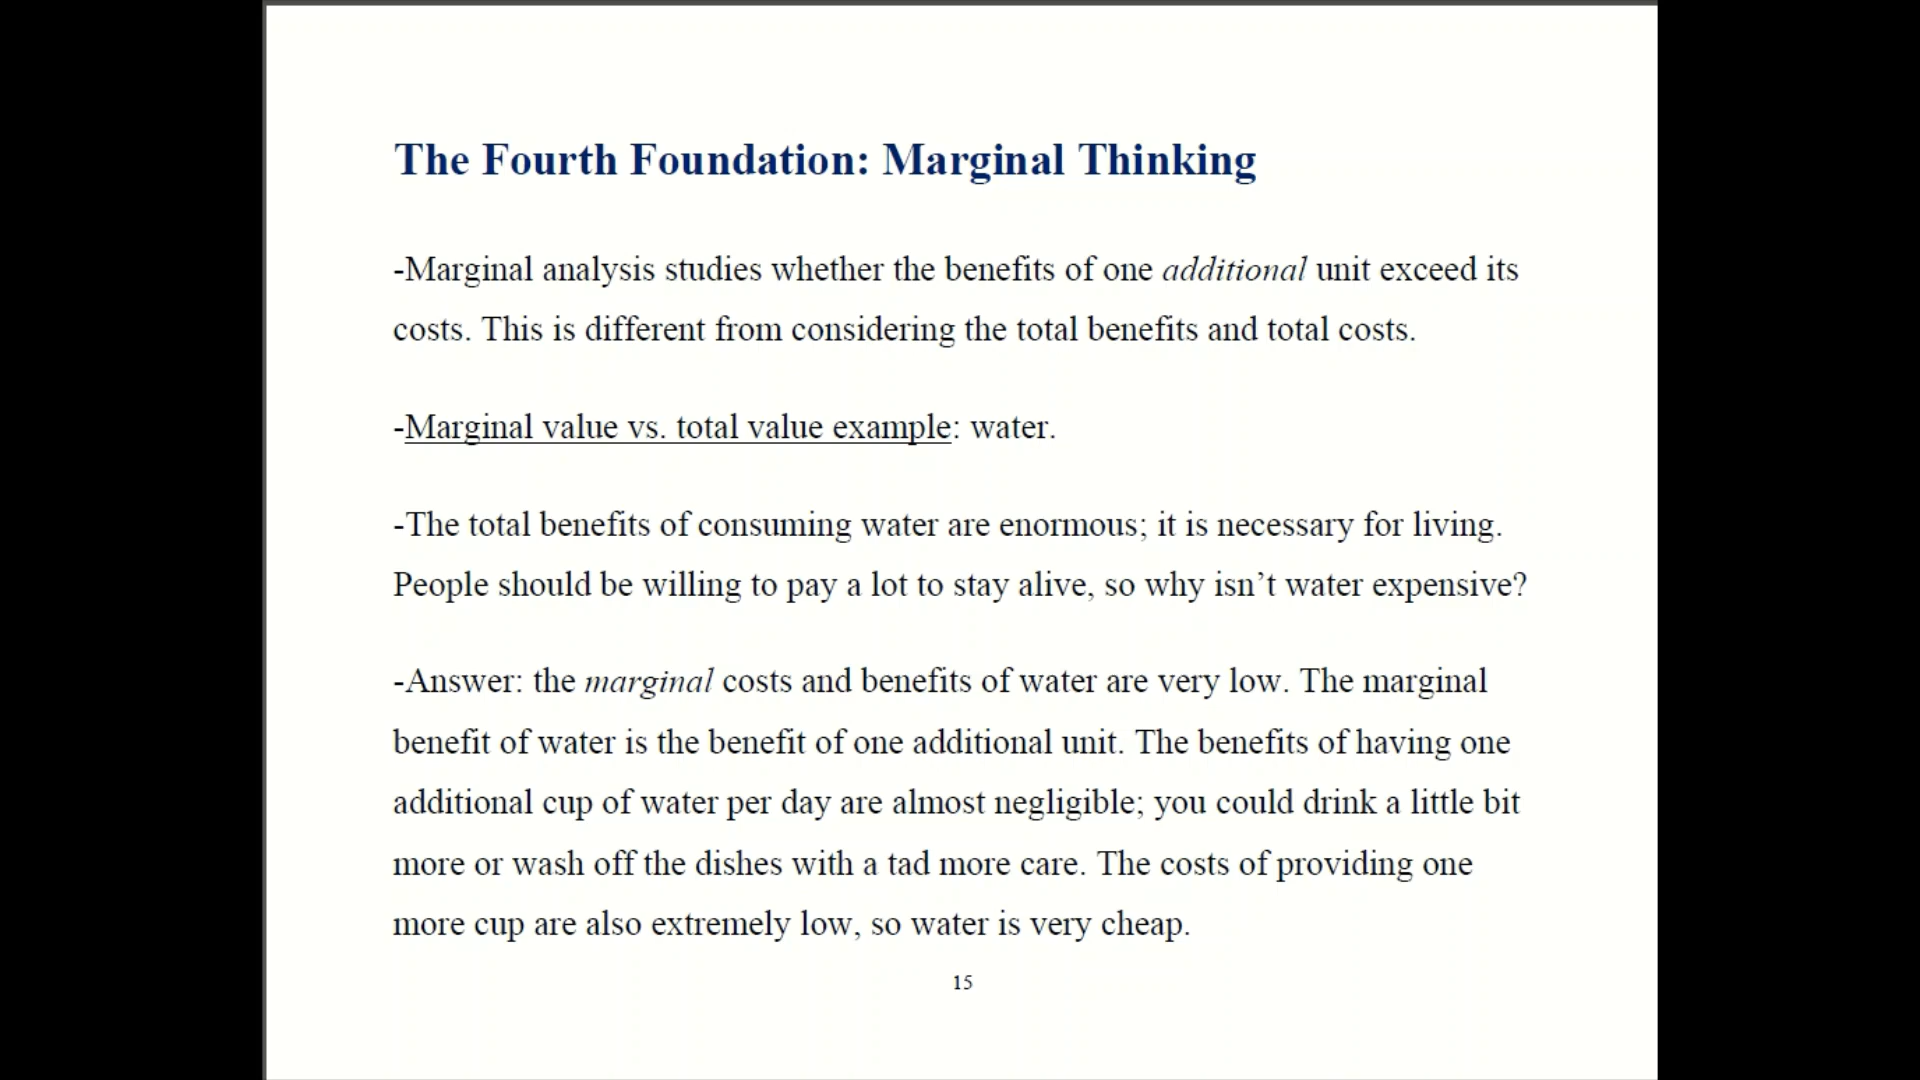 The Fourth Foundation: Marginal Thinking
-Marginal analysis studies whether the benefits of one additional unit exceed its
costs. This is different from considering the total benefits and total costs.
-Marginal value vs. total value example: water.
-The total benefits of consuming water are enormous; it is necessary for living.
People should be willing to pay a lot to stay alive, so why isn’t water expensive?
-Answer: the marginal costs and benefits of water are very low. The marginal
benefit of water is the benefit of one additional unit. The benefits of having one
additional cup of water per day are almost negligible; you could drink a little bit
more or wash off the dishes with a tad more care. The costs of providing one
more cup are also extremely low, so water is very cheap.
15